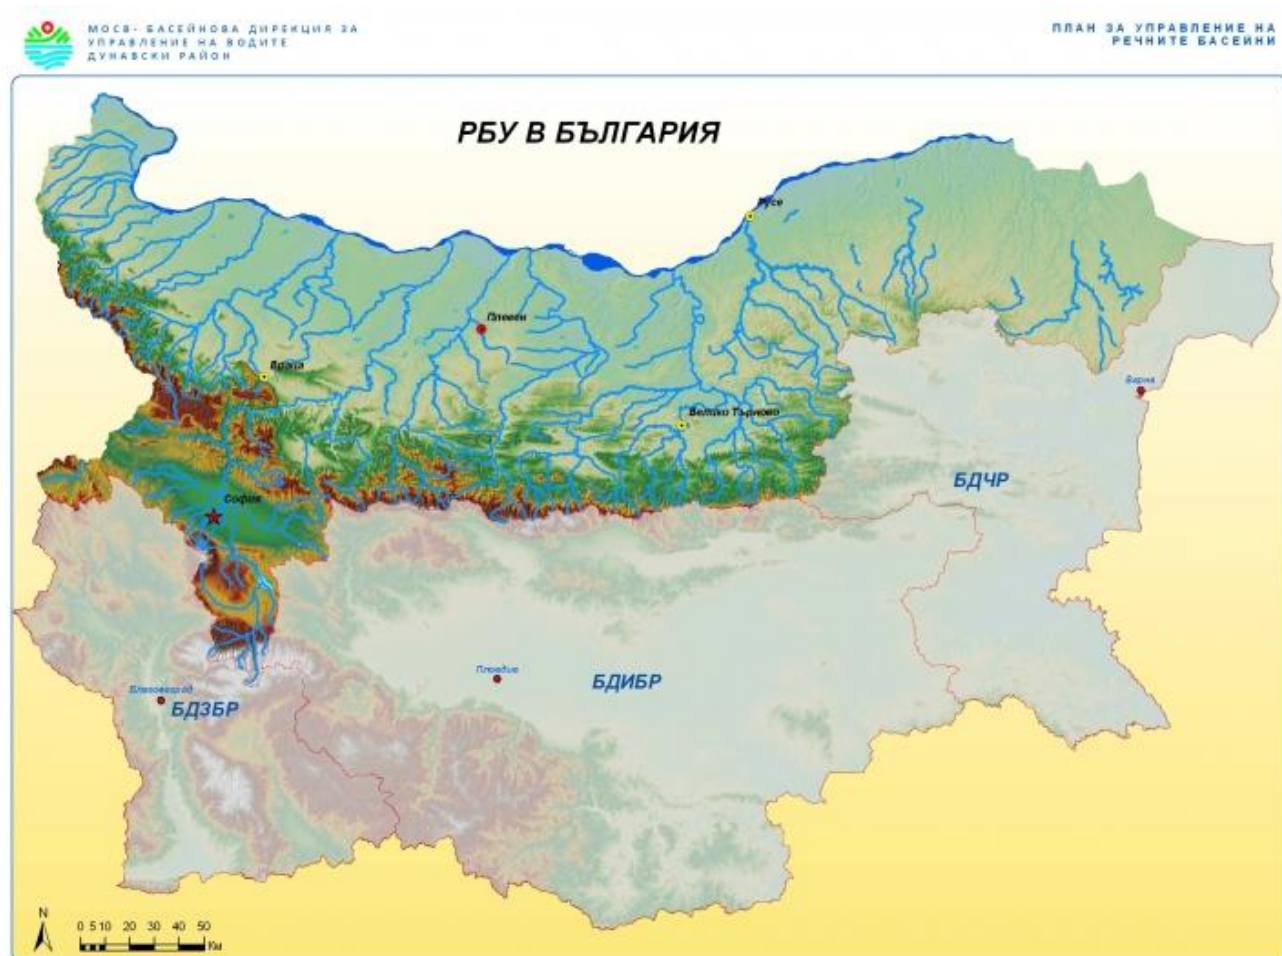 МОСВ- БАСЕЙНОВА ДИРЕКЦИЯ ЗА
УПРАВЛЕНИЕ НА ВОДИТЕ
ДУНАВСКИ РАЙОН
ПЛАН ЗА УПРАВЛЕНИЕ НА
РЕЧНИТЕ БАСЕЙНИ
РБУ В БЪЛГАРИЯ
Русе
Плевен
Враца
Варна
Велико Търново
БДЧР
София
Пловдив
БДИБР
Благоевград
БДЗБР
N
0 5 10 20 30 40 50
Км